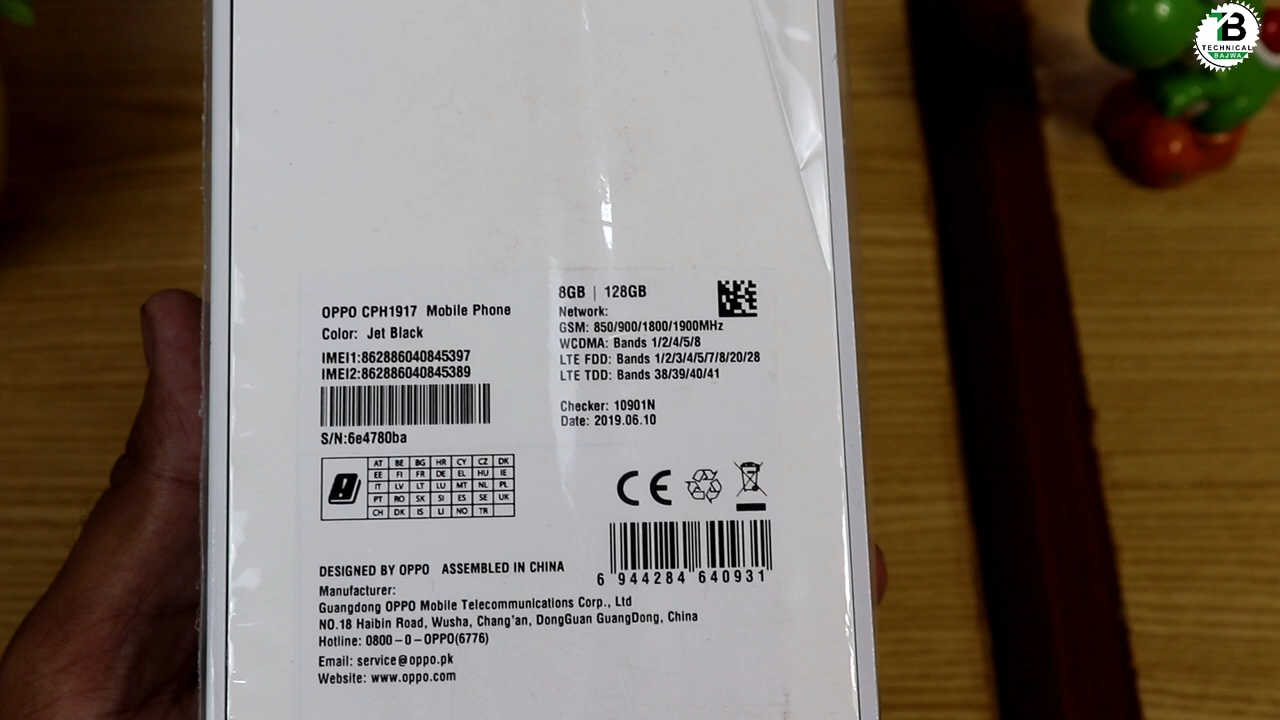 TB
TECHNICAL
BAJWA
OPPO CPH1917 Mobile Phone
Color: Jet Black
IMEI1:862886040845397
IMEI2:862886040845389
S/N:6e4780ba
8GB | 128GB
Network:
GSM: 850/900/1800/1900MHz
WCDMA: Bands 1/2/4/5/8
LTE FDD: Bands 1/2/3/4/5/7/8/20/28
LTE TDD: Bands 38/39/40/41
Checker: 10901N
Date: 2019.06.10
AT BE BG HR CY CZ DK
EE FI FR DE EL HU IE
IT LV LT LU MT NL PL
PT RO SK SI ES SE UK
CH DK IS LI NO TR
CE
6 944284 640931
DESIGNED BY OPPO ASSEMBLED IN CHINA
Manufacturer:
Guangdong OPPO Mobile Telecommunications Corp., Ltd
NO.18 Haibin Road, Wusha, Chang'an, DongGuan GuangDong, China
Hotline: 0800-0-OPPO(6776)
Email: service@oppo.pk
Website: www.oppo.com